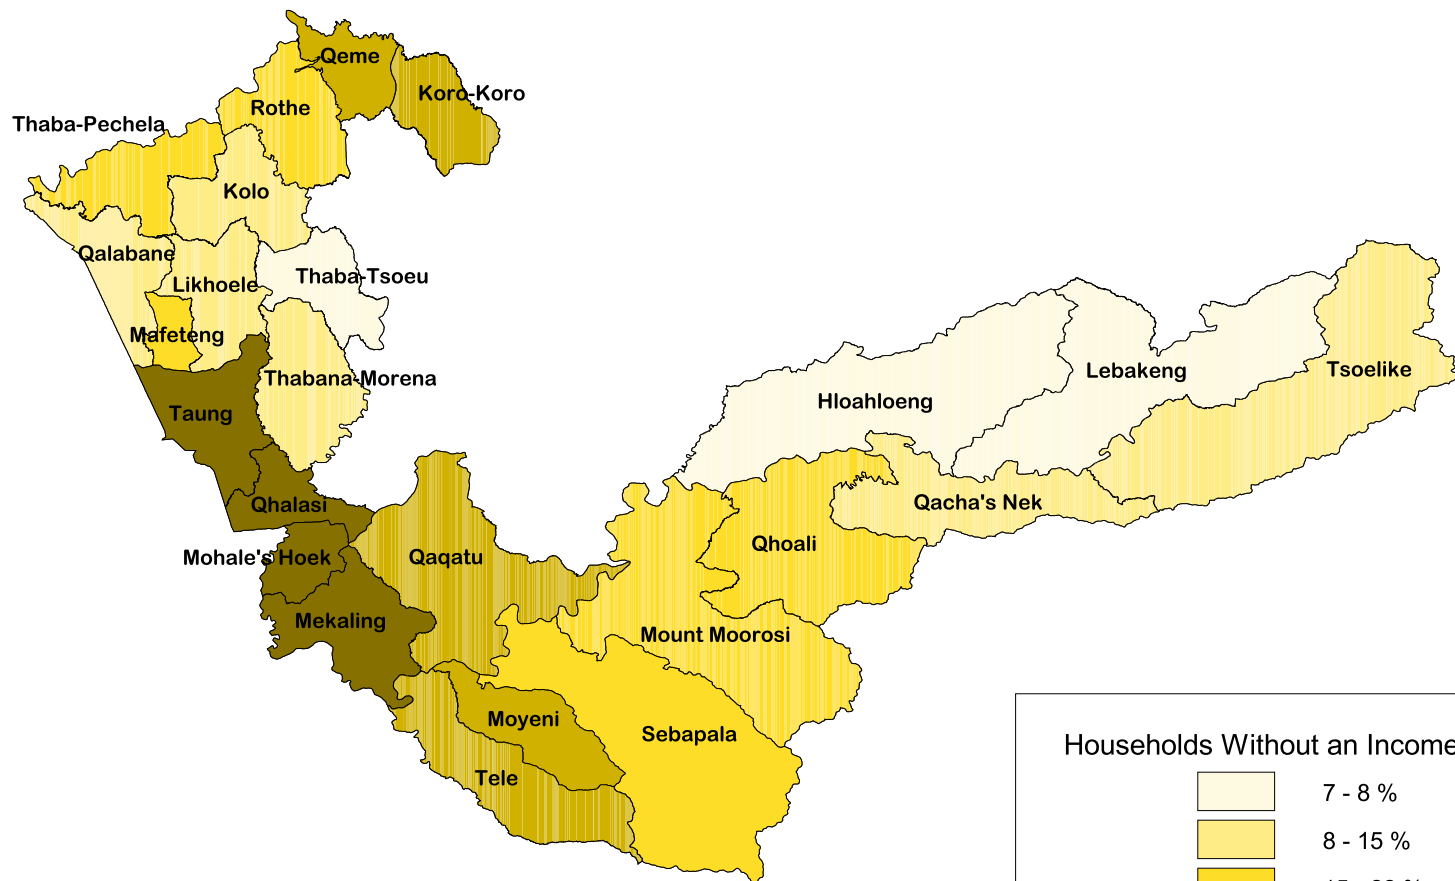 Qeme
Koro-Koro
Rothe
Thaba-Pechela
Kolo
Qalabane
Likhoele
Thaba-Tsoeu
Mafeteng
Thabana-Morena
Taung
Hloahloeng
Lebakeng
Tsoelike
Qhalasi
Qacha's Nek
Mohale's Hoek
Qaqatu
Qhoali
Mekaling
Mount Moorosi
Moyeni
Sebapala
Tele
Households Without an Income
7 - 8 %
8 - 15 %